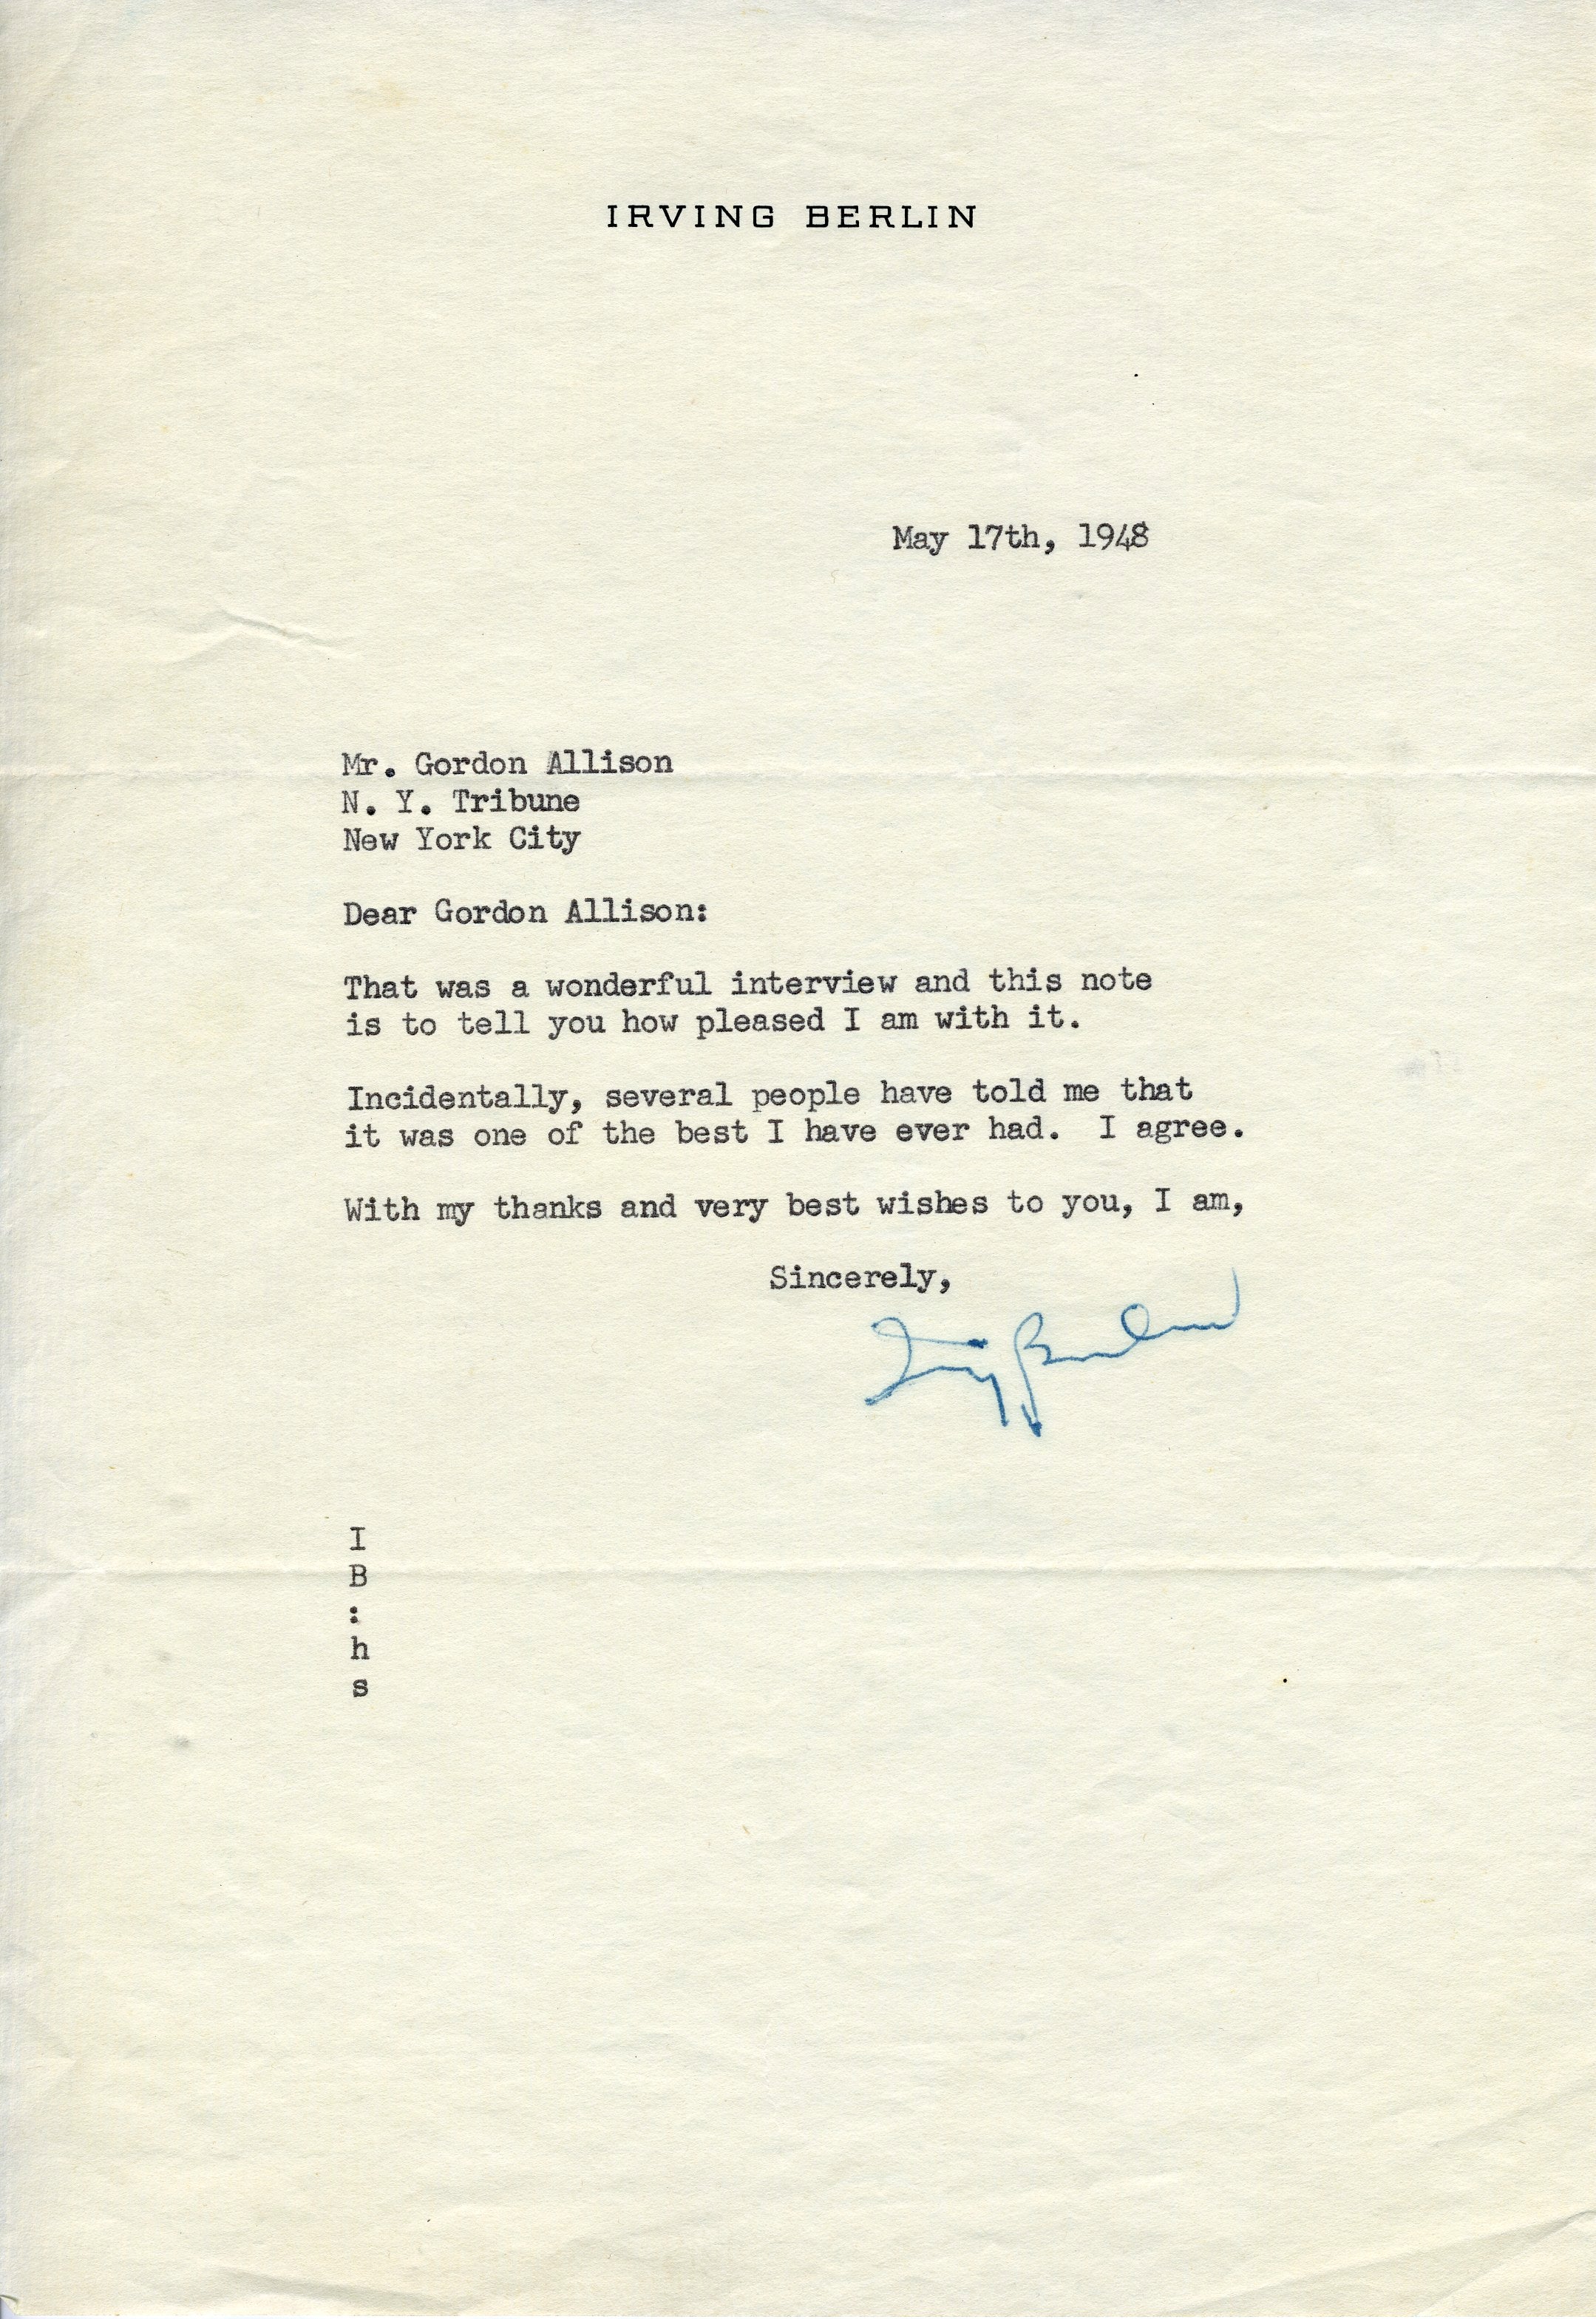 IRVING BERLIN
May 17th, 1948
Mr. Gordon Allison
N. Y. Tribune
New York City
Dear Gordon Allison:
That was a wonderful interview and this note
is to tell you how pleased I am with it.
Incidentally, several people have told me that
it was one of the best I have ever had.  I agree.
With my thanks and very best wishes to you, I am,
Sincerely,
Irving Berlin
I
B
:
h
s